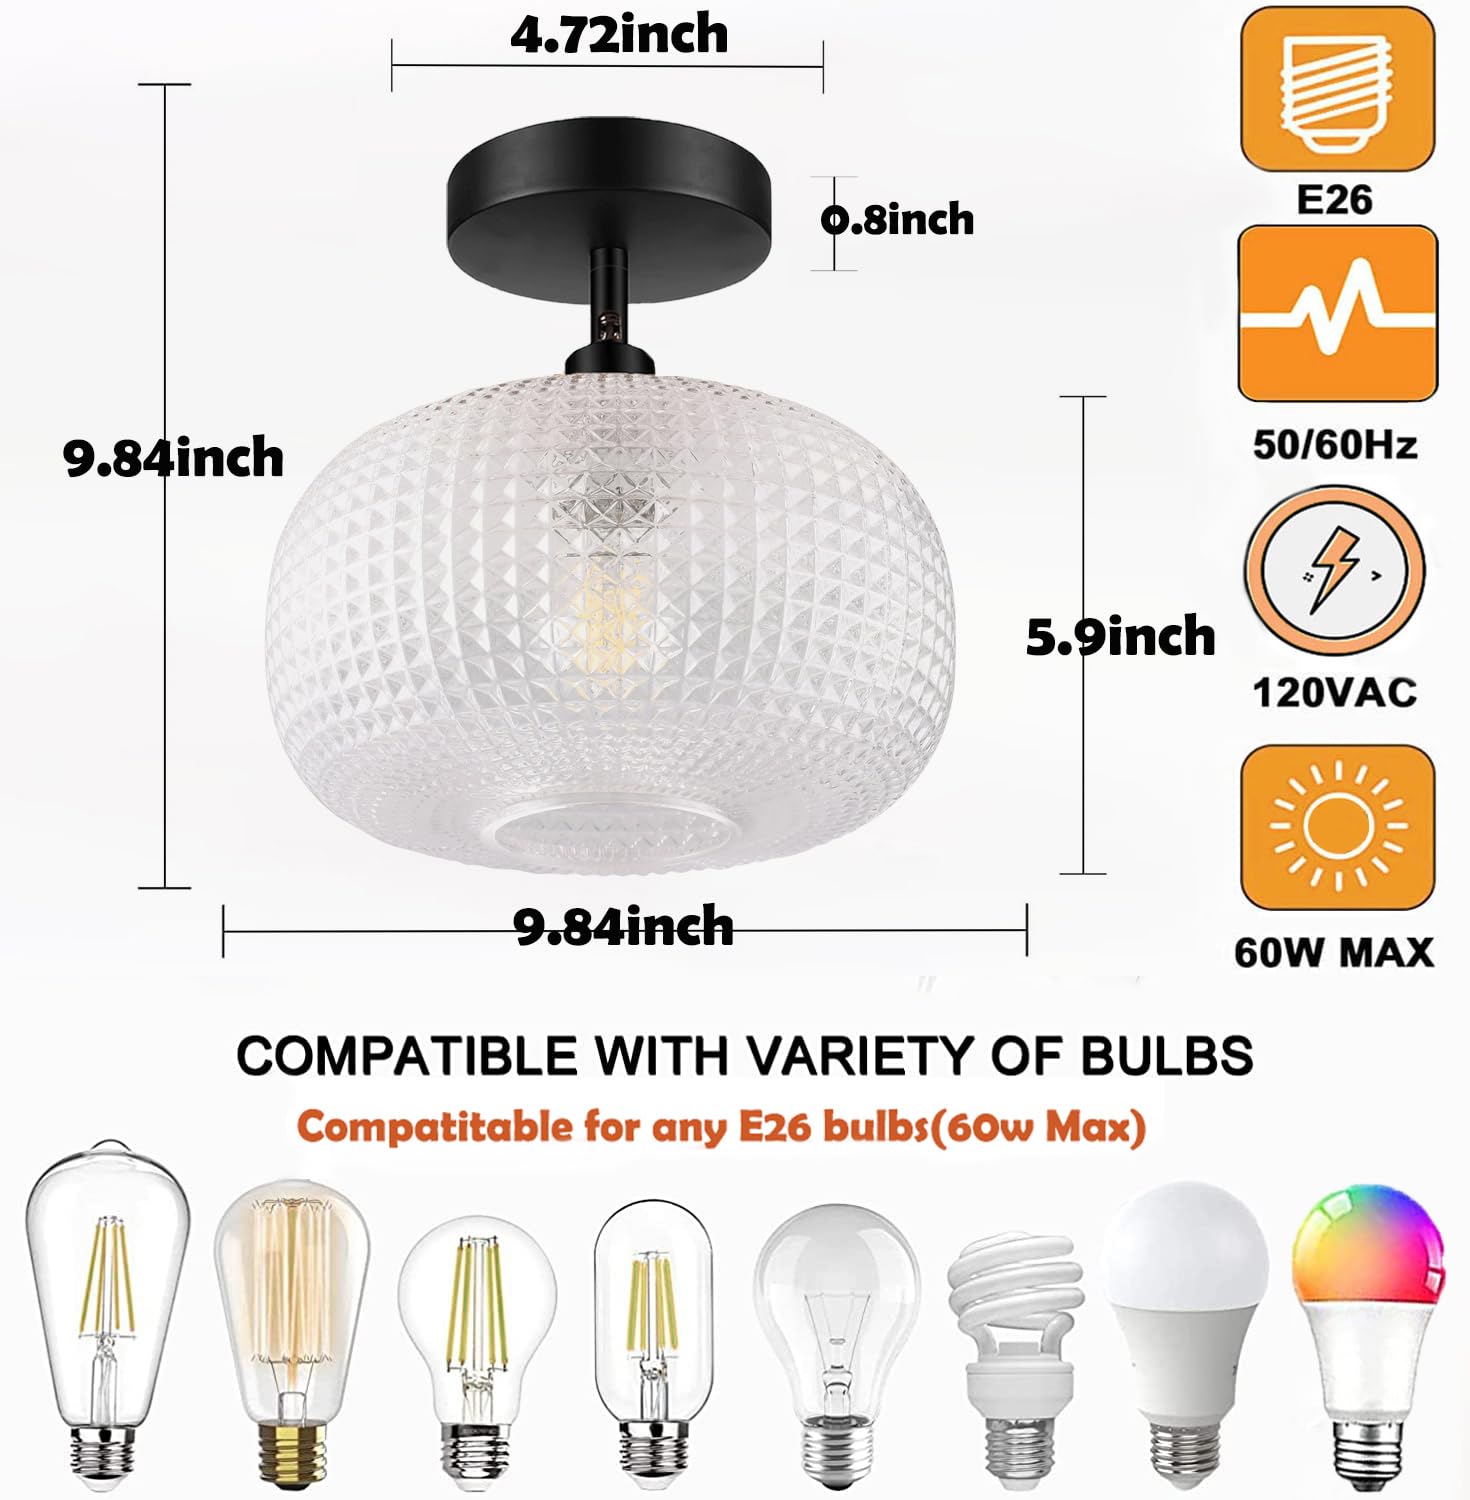 4.72inch
0.8inch
9.84inch
5.9inch
9.84inch
E26
50/60Hz
120VAC
60W MAX
COMPATIBLE WITH VARIETY OF BULBS
Compatitable for any E26 bulbs(60w Max)